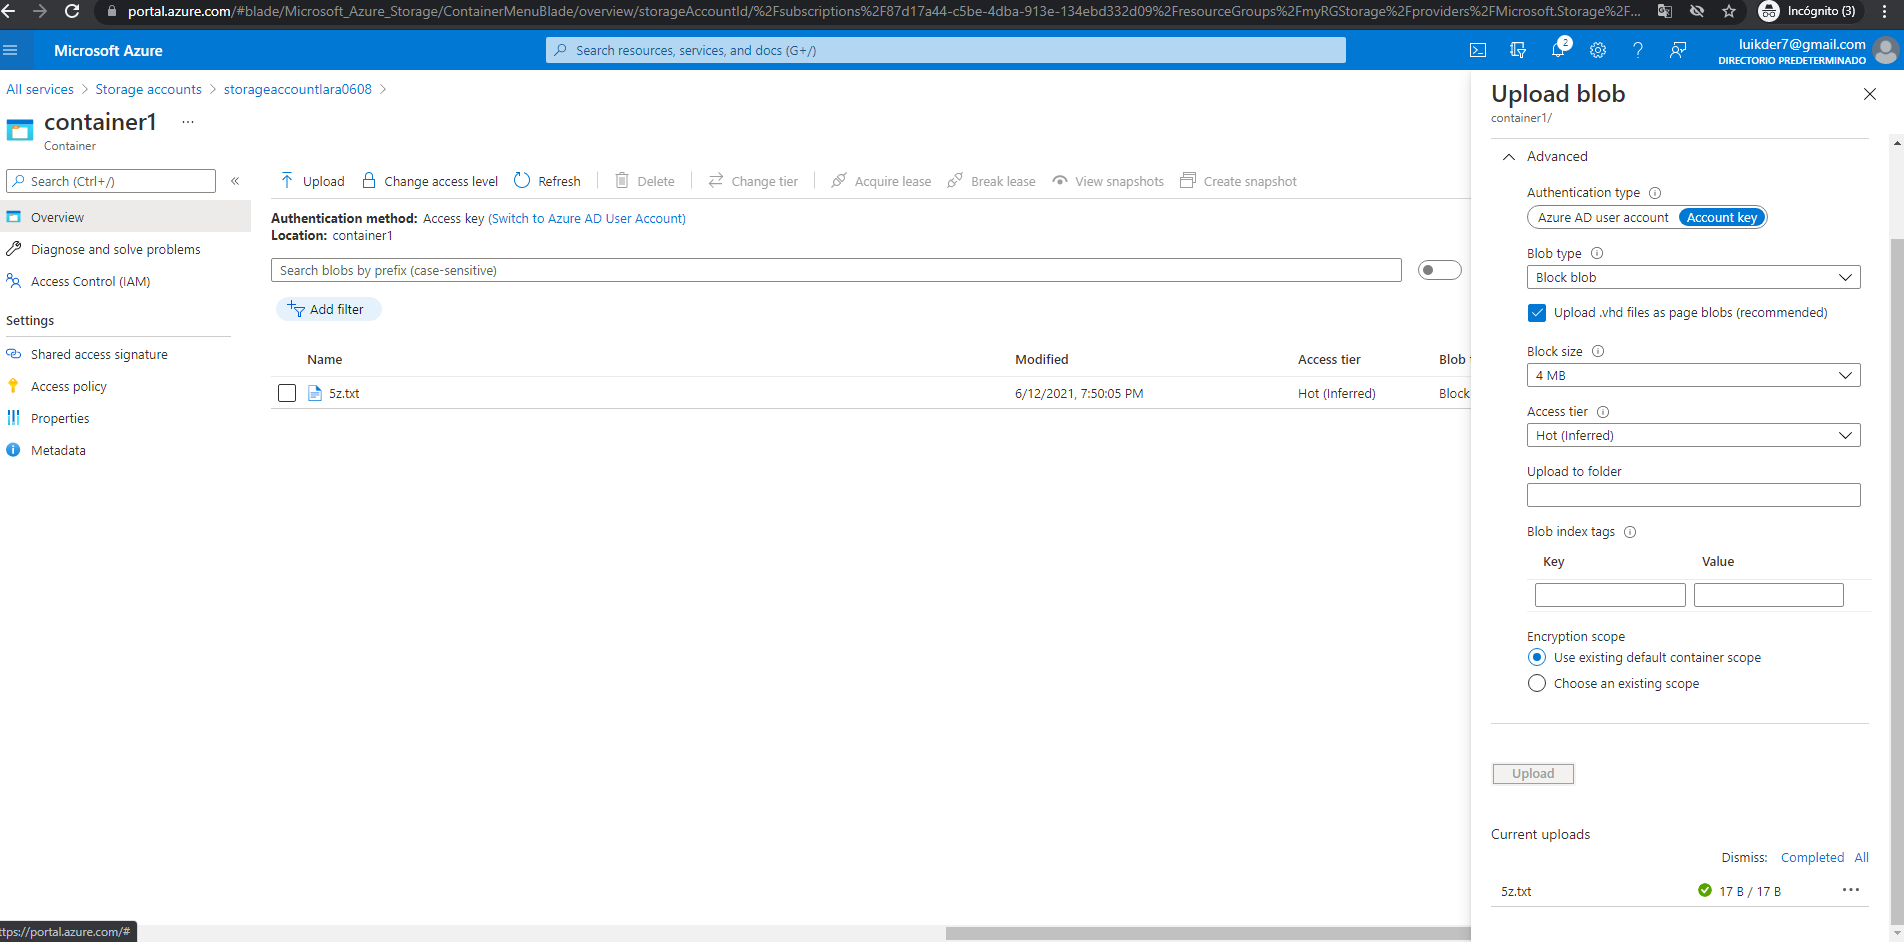 portal.azure.com/#blade/Microsoft_Azure_Storage/ContainerMenuBlade/overview/storageAccountId/%2Fsubscriptions%2F87d17a44-c5be-4dba-913e-134ebd332d09%2FresourceGroups%2FmyRGStorage%2Fproviders%2FMicrosoft.Storage%2F...
Incógnito (3)
Microsoft Azure
Search resources, services, and docs (G+/)
2
luikder7@gmail.com
DIRECTORIO PREDETERMINADO
All services > Storage accounts > storageaccountlara0608 >
container1 ...
Container
Search (Ctrl+/)
«
Overview
Diagnose and solve problems
Access Control (IAM)
Settings
Shared access signature
Access policy
Properties
Metadata
Upload
Change access level
Refresh
Delete
Change tier
Acquire lease
Break lease
View snapshots
Create snapshot
Authentication method: Access key (Switch to Azure AD User Account)
Location: container1
Search blobs by prefix (case-sensitive)
Add filter
Name Modified Access tier Blob
5z.txt 6/12/2021, 7:50:05 PM Hot (Inferred) Block
Upload blob
container1/
Advanced
Authentication type
Azure AD user account Account key
Blob type
Block blob
Upload .vhd files as page blobs (recommended)
Block size
4 MB
Access tier
Hot (Inferred)
Upload to folder
Blob index tags
Key Value
Encryption scope
Use existing default container scope
Choose an existing scope
Upload
Current uploads
Dismiss: Completed All
5z.txt 17 B / 17 B ...
ttps://portal.azure.com/#